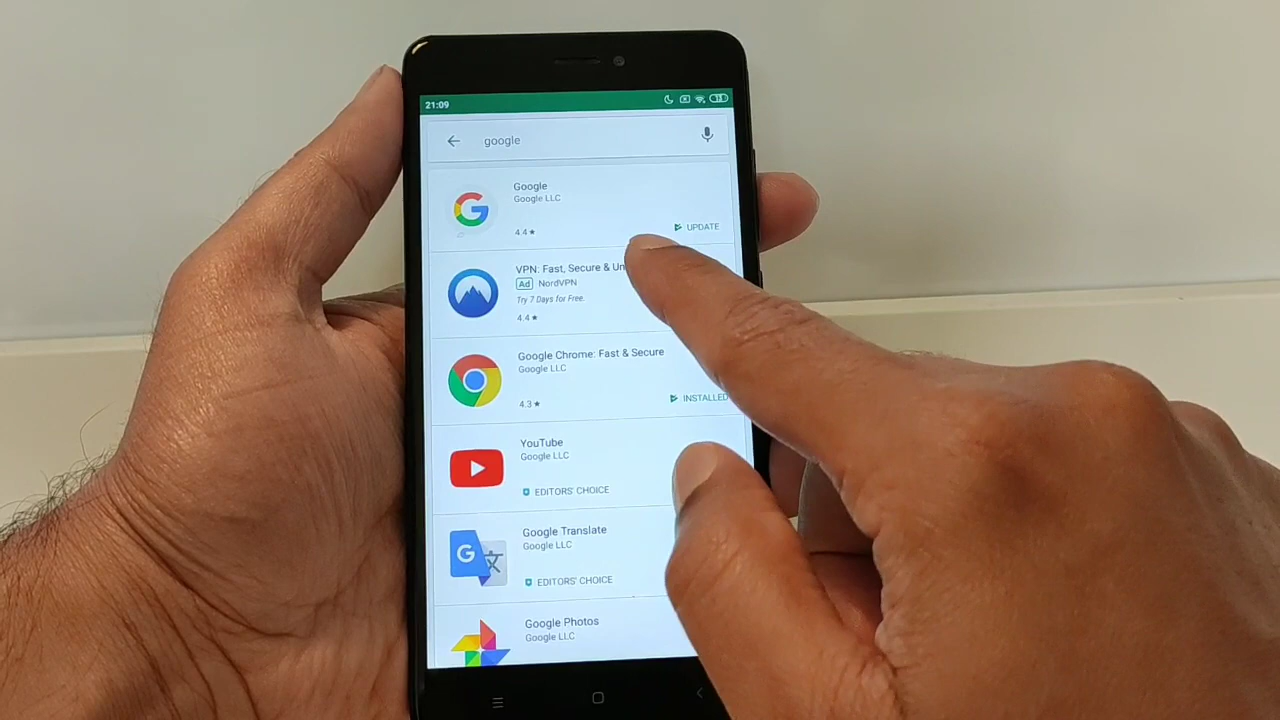 21:09
google
Google
Google LLC
4.4★
UPDATE
VPN: Fast, Secure &
Ad NordVPN
Try 7 Days for Free.
4.4★
Google Chrome: Fast & Secure
Google LLC
4.3★
INSTALLED
YouTube
Google LLC
EDITORS' CHOICE
Google Translate
Google LLC
EDITORS' CHOICE
Google Photos
Google LLC